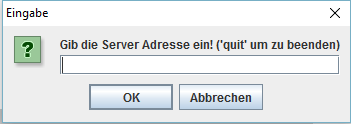 Eingabe
Gib die Server Adresse ein! ('quit' um zu beenden)
OK
Abbrechen